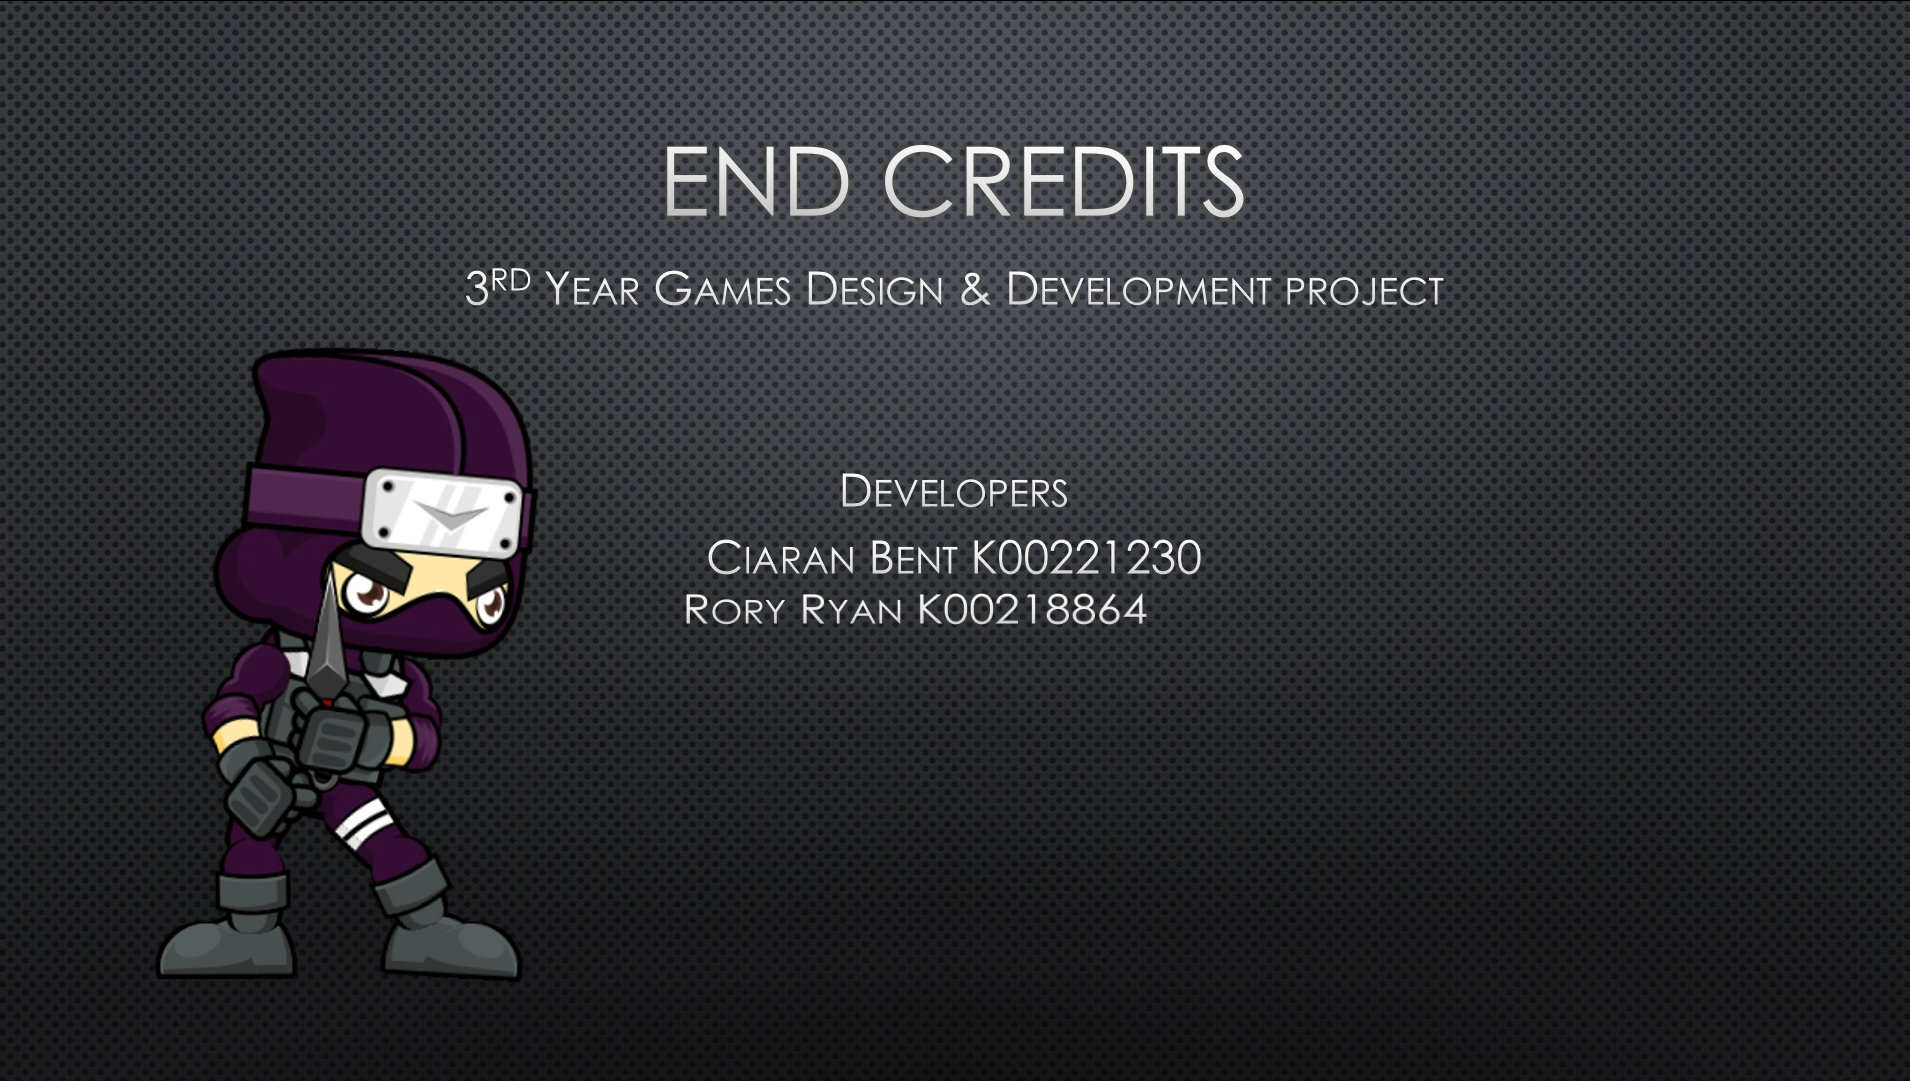 END CREDITS
3RD YEAR GAMES DESIGN & DEVELOPMENT PROJECT
DEVELOPERS
CIARAN BENT K00221230
RORY RYAN K00218864